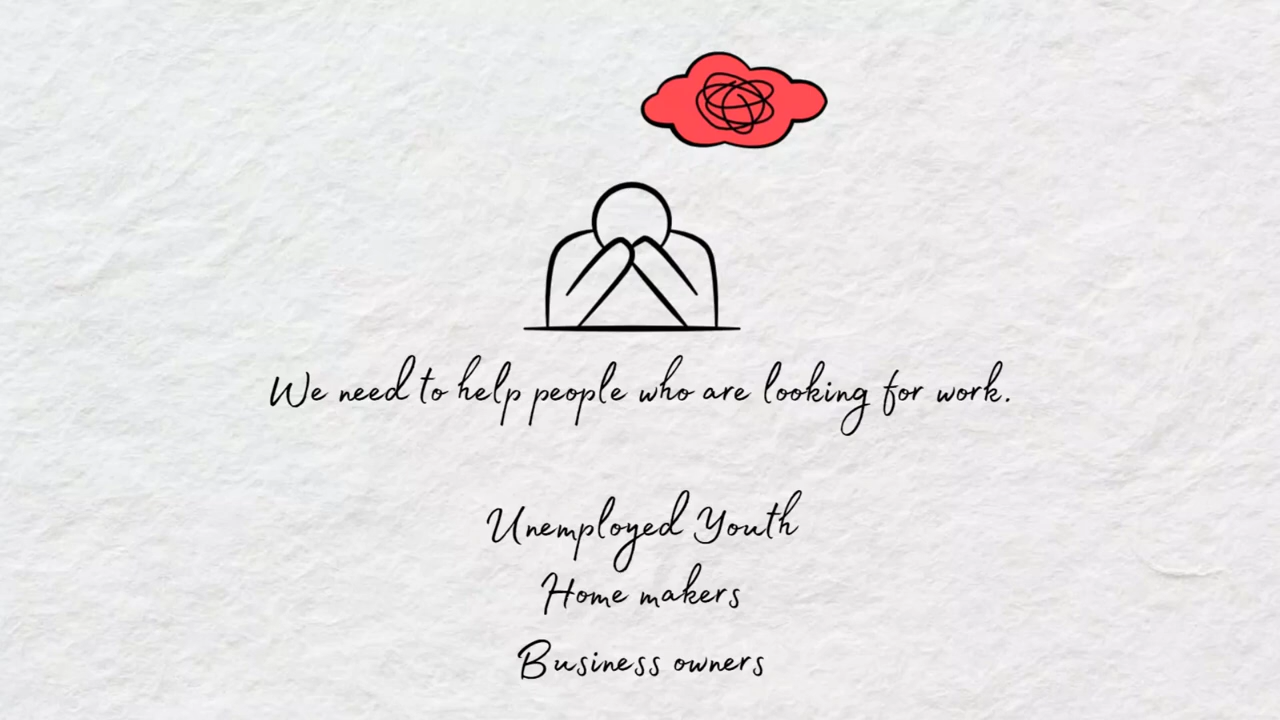 We need to help people who are looking for work.
Unemployed Youth
Home makers
Business owners